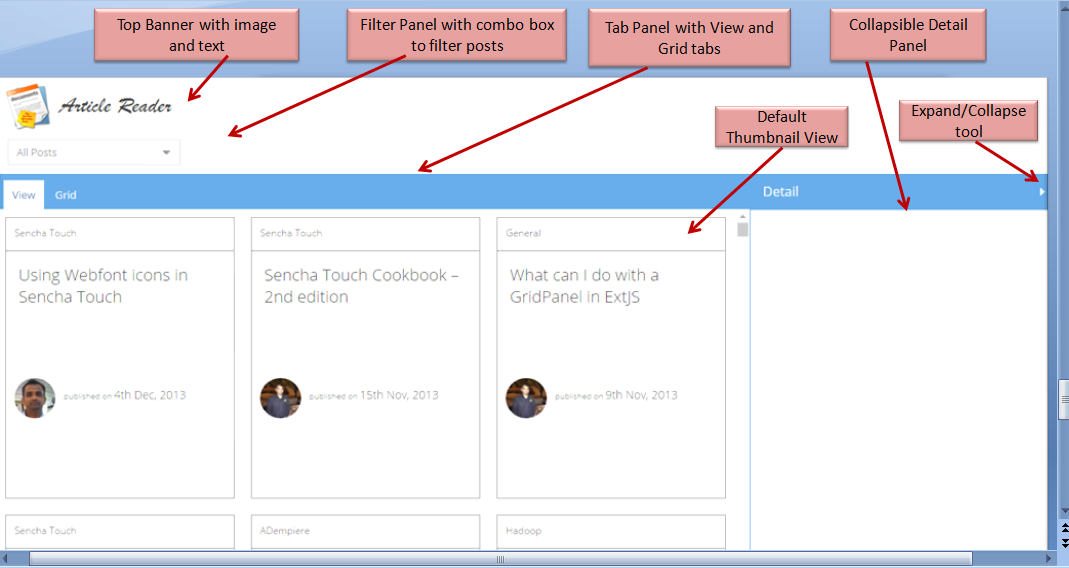 Top Banner with image
and text
Filter Panel with combo box
to filter posts
Tab Panel with View and
Grid tabs
Collapsible Detail
Panel
Default
Thumbnail View
Expand/Collapse
tool
Article Reader
All Posts
View
Grid
Detail
Sencha Touch
Using Webfont icons in
Sencha Touch
published on 4th Dec, 2013
Sencha Touch
Sencha Touch Cookbook –
2nd edition
published on 15th Nov, 2013
General
What can I do with a
GridPanel in ExtJS
published on 9th Nov, 2013
Sencha Touch
ADempiere
Hadoop